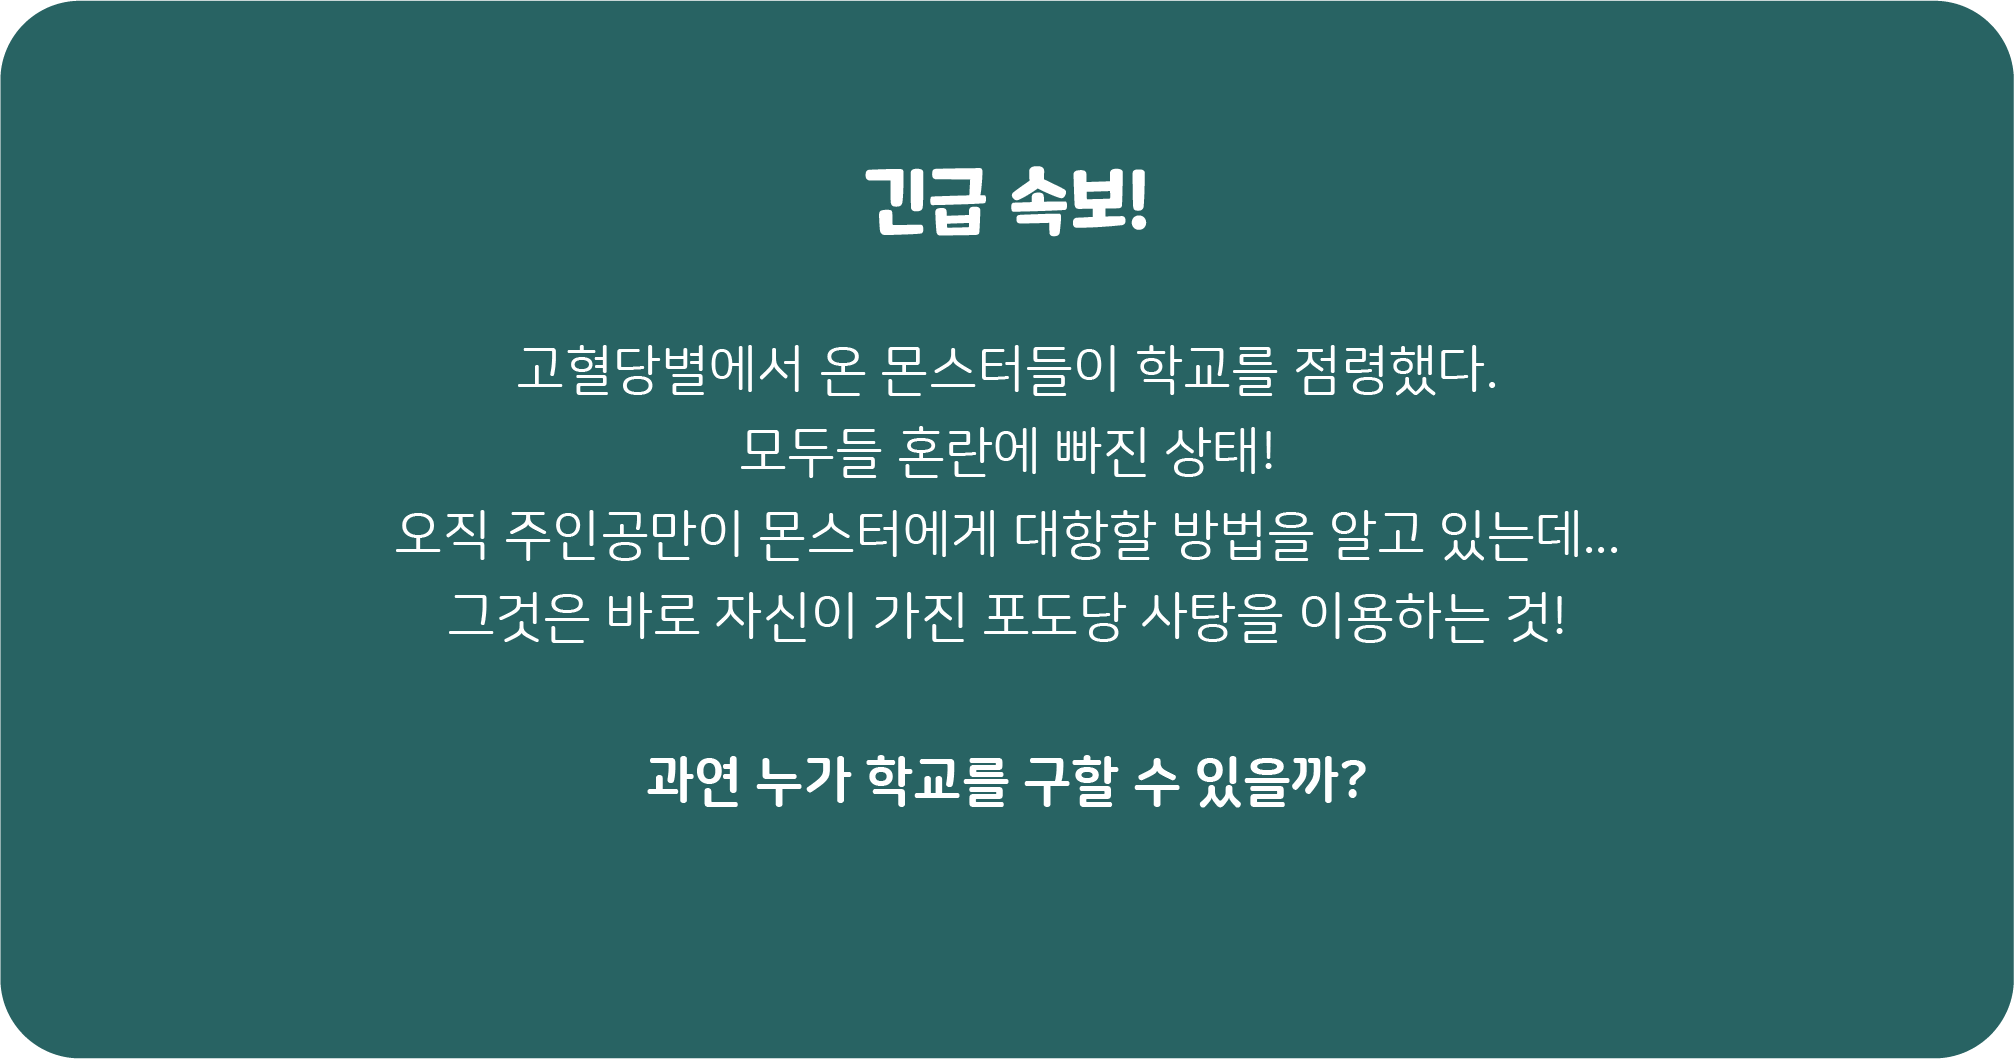 긴급 속보!
고혈당별에서 온 몬스터들이 학교를 점령했다.
모두들 혼란에 빠진 상태!
오직 주인공만이 몬스터에게 대항할 방법을 알고 있는데...
그것은 바로 자신이 가진 포도당 사탕을 이용하는 것!
과연 누가 학교를 구할 수 있을까?